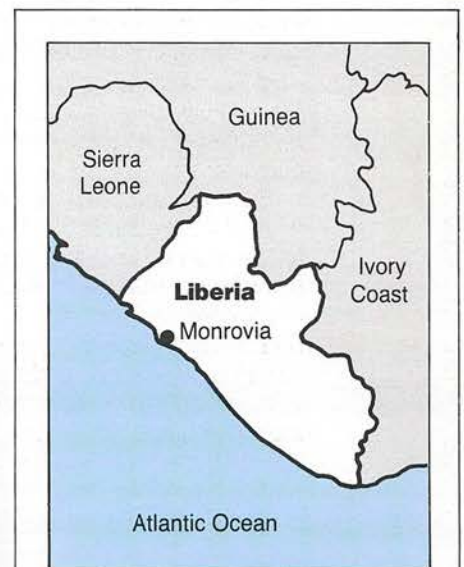 Guinea
Sierra
Leone
Ivory
Coast
Liberia
Monrovia
Atlantic Ocean